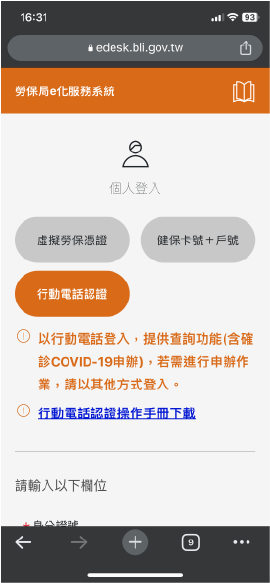 16:31
93
edesk.bli.gov.tw
勞保局e化服務系統
個人登入
虛擬勞保憑證
健保卡號＋戶號
行動電話認證
以行動電話登入，提供查詢功能(含確
診COVID-19申辦)，若需進行申辦作
業，請以其他方式登入。
行動電話認證操作手冊下載
請輸入以下欄位
*身分證號
9